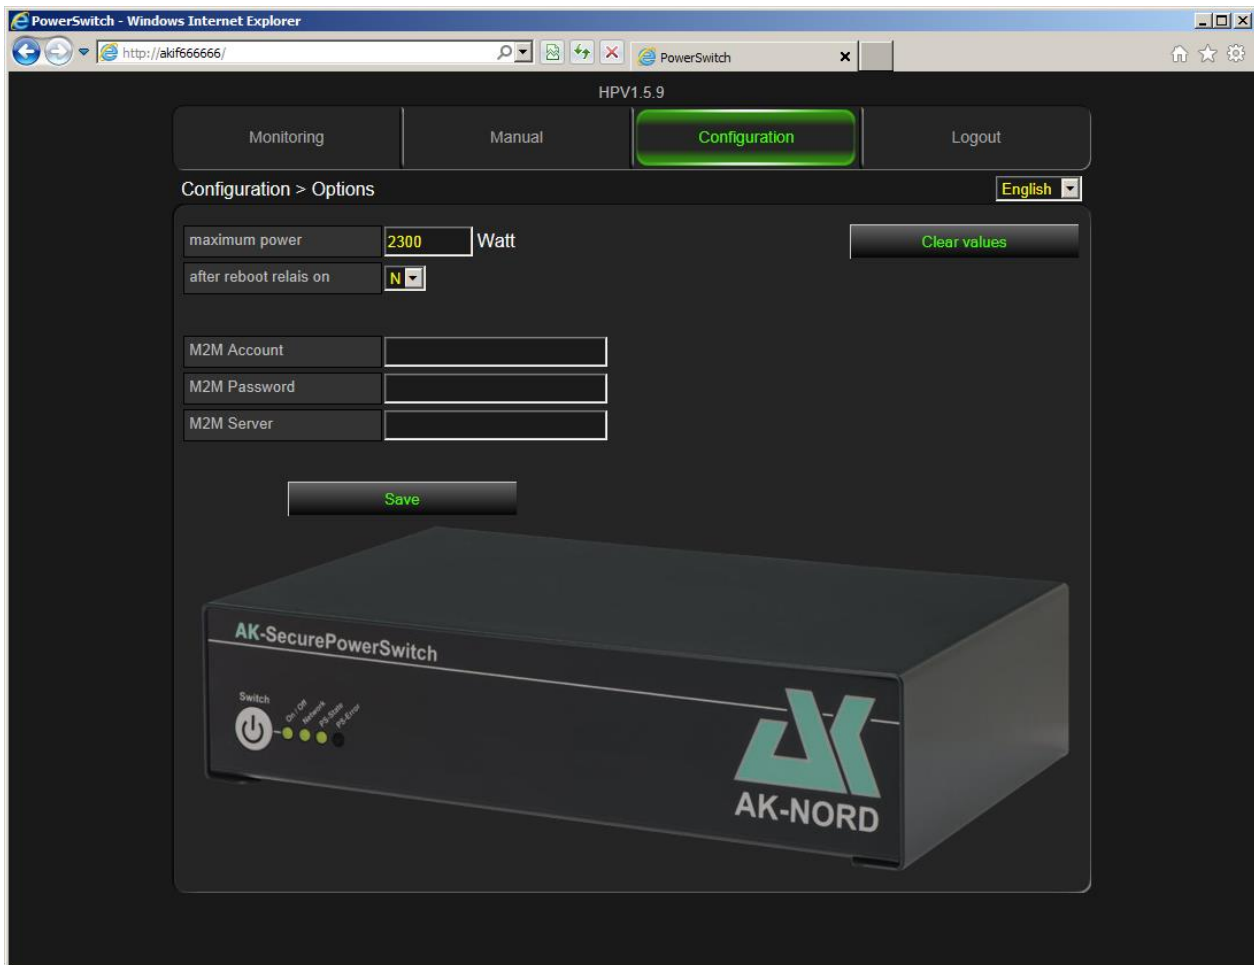 PowerSwitch - Windows Internet Explorer
http://akif666666/
PowerSwitch
HPV1.5.9
Monitoring Manual Configuration Logout
Configuration > Options English
maximum power 2300 Watt Clear values
after reboot relais on N
M2M Account
M2M Password
M2M Server
Save
AK-SecurePowerSwitch
Switch On / Off Network PS-State PS-Error
AK-NORD